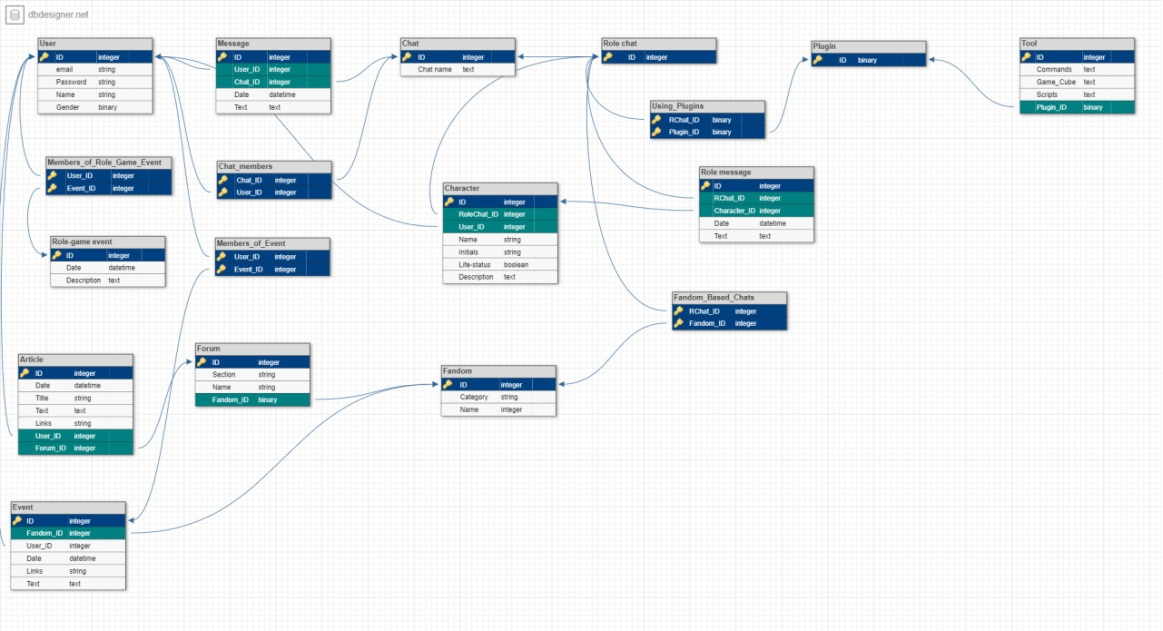 dbdesigner.net
User
ID integer
email string
Password string
Name string
Gender binary
Message
ID integer
User_ID integer
Chat_ID integer
Date datetime
Text text
Chat
ID integer
Chat name text
Role chat
ID integer
Plugin
ID binary
Tool
ID integer
Commands text
Game_Cube text
Scripts text
Plugin_ID binary
Using_Plugins
RChat_ID binary
Plugin_ID binary
Members_of_Role_Game_Event
User_ID integer
Event_ID integer
Chat_members
Chat_ID integer
User_ID integer
Character
ID integer
RoleChat_ID integer
User_ID integer
Name string
Initials string
Life-status boolean
Description text
Role message
ID integer
RChat_ID integer
Character_ID integer
Date datetime
Text text
Role-game event
ID integer
Date datetime
Description text
Members_of_Event
User_ID integer
Event_ID integer
Fandom_Based_Chats
RChat_ID integer
Fandom_ID integer
Article
ID integer
Date datetime
Title string
Text text
Links string
User_ID integer
Forum_ID integer
Forum
ID integer
Section string
Name string
Fandom_ID binary
Fandom
ID integer
Category string
Name integer
Event
ID integer
Fandom_ID integer
User_ID integer
Date datetime
Links string
Text text